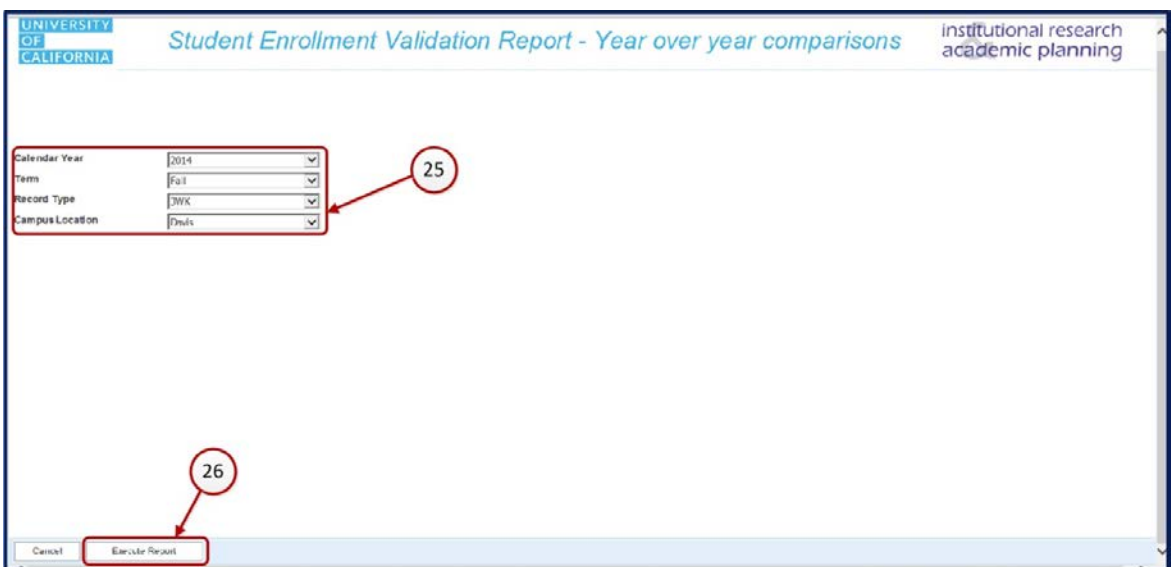 UNIVERSITY
OF
CALIFORNIA
Student Enrollment Validation Report - Year over year comparisons
institutional research
academic planning
Calendar Year 2014
Term Fall
Record Type 3WK
Campus Location Davis
25
26
Cancel Execute Report